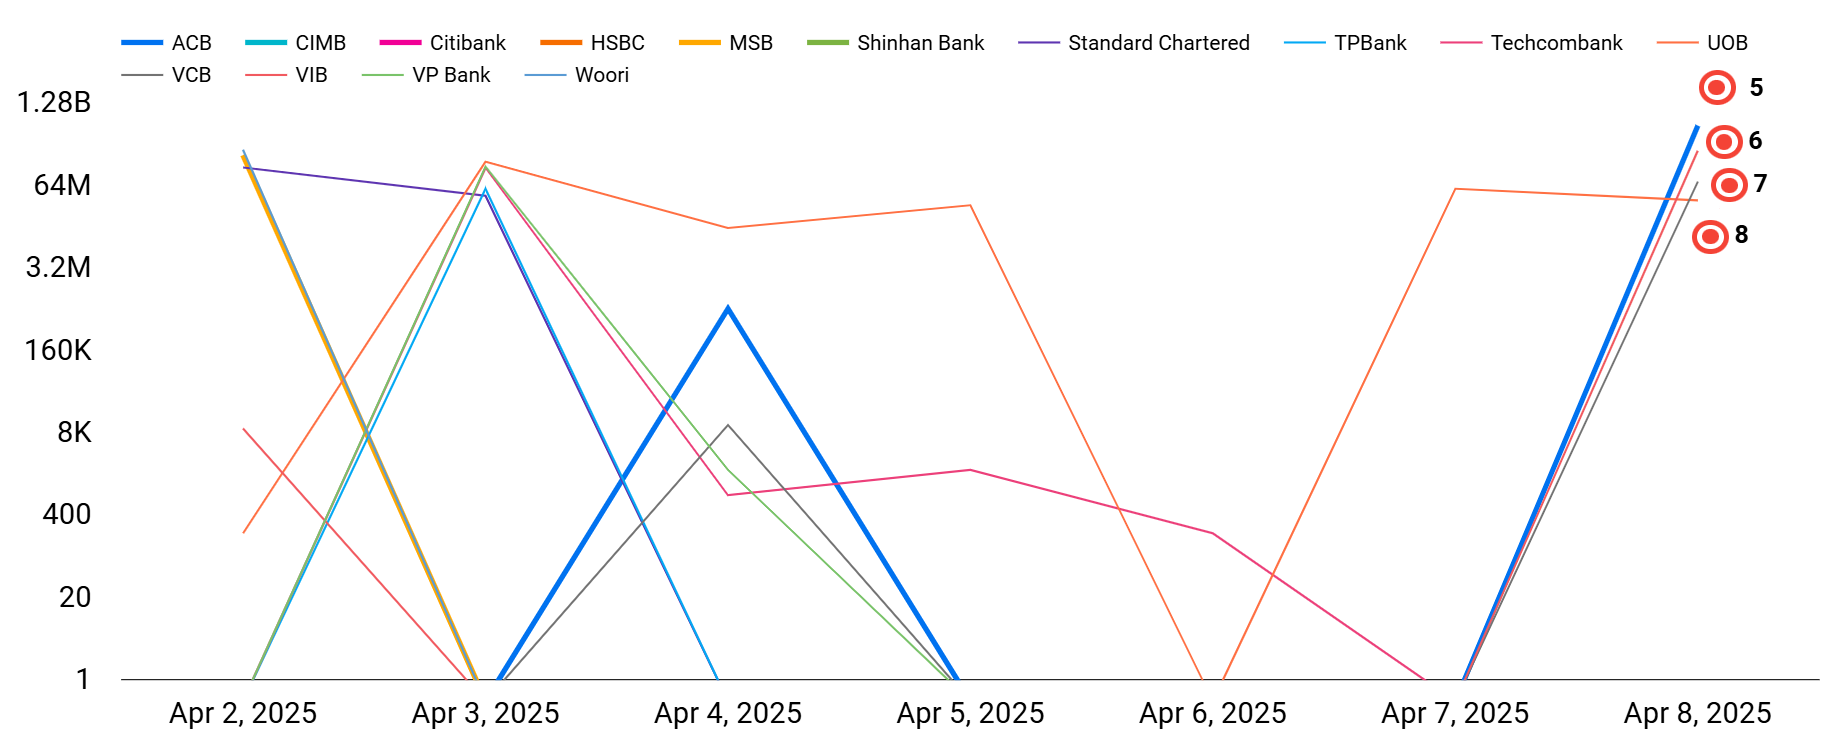 ACB CIMB Citibank HSBC MSB Shinhan Bank Standard Chartered TPBank Techcombank UOB
VCB VIB VP Bank Woori
5
1.28B
6
64M
7
8
3.2M
160K
8K
400
20
1
Apr 2, 2025 Apr 3, 2025 Apr 4, 2025 Apr 5, 2025 Apr 6, 2025 Apr 7, 2025 Apr 8, 2025